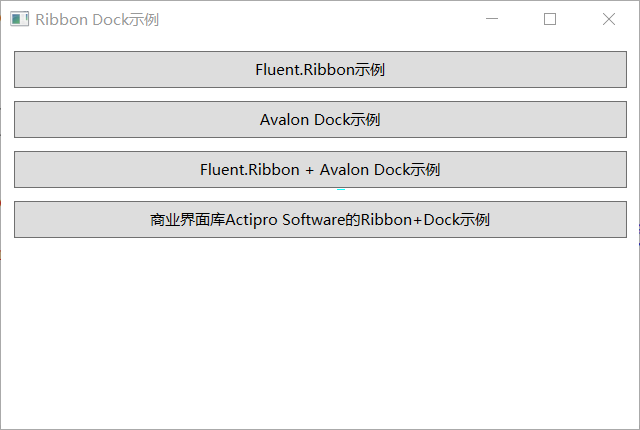 Ribbon Dock示例
Fluent.Ribbon示例
Avalon Dock示例
Fluent.Ribbon + Avalon Dock示例
商业界面库Actipro Software的Ribbon+Dock示例